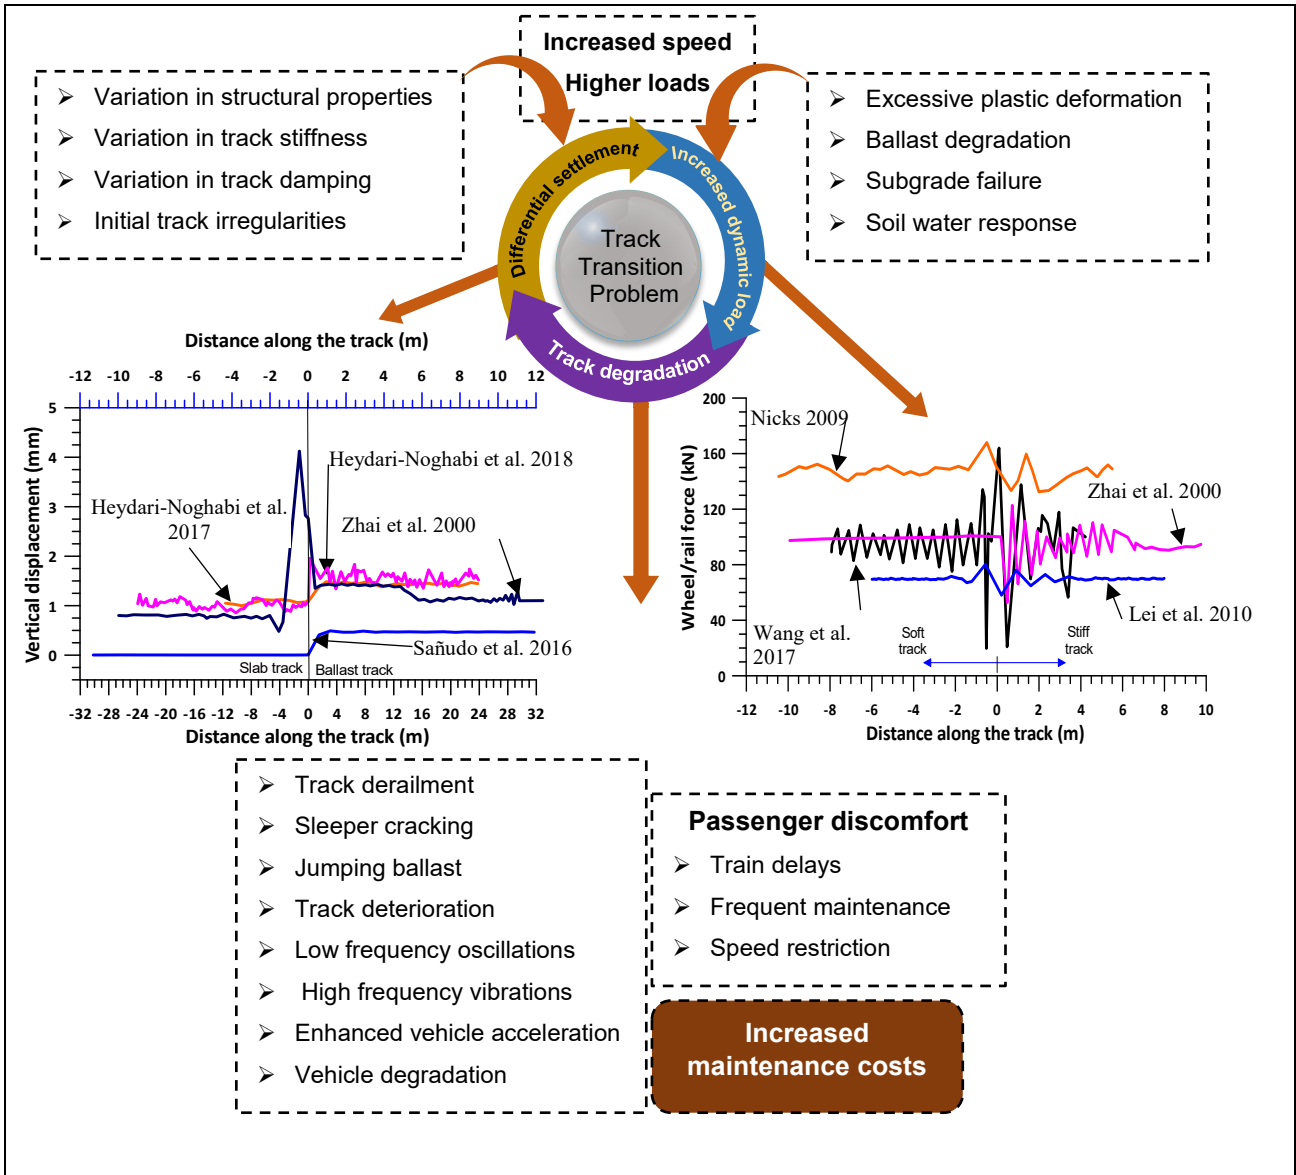 Increased speed
Higher loads
➢ Variation in structural properties
➢ Variation in track stiffness
➢ Variation in track damping
➢ Initial track irregularities
➢ Excessive plastic deformation
➢ Ballast degradation
➢ Subgrade failure
➢ Soil water response
Differential settlement
Increased dynamic load
Track degradation
Track
Transition
Problem
Distance along the track (m)
-12 -10 -8 -6 -4 -2 0 2 4 6 8 10 12
Vertical displacement (mm)
5
4
3
2
1
0
Heydari-Noghabi et al. 2018
Heydari-Noghabi et al.
2017
Zhai et al. 2000
Sañudo et al. 2016
Slab track
Ballast track
-32 -28 -24 -20 -16 -12 -8 -4 0 4 8 12 16 20 24 28 32
Distance along the track (m)
Wheel/rail force (kN)
200
160
120
80
40
0
Nicks 2009
Zhai et al. 2000
Wang et al.
2017
Lei et al. 2010
Soft
track
Stiff
track
-12 -10 -8 -6 -4 -2 0 2 4 6 8 10
Distance along the track (m)
➢ Track derailment
➢ Sleeper cracking
➢ Jumping ballast
➢ Track deterioration
➢ Low frequency oscillations
➢ High frequency vibrations
➢ Enhanced vehicle acceleration
➢ Vehicle degradation
Passenger discomfort
➢ Train delays
➢ Frequent maintenance
➢ Speed restriction
Increased
maintenance costs